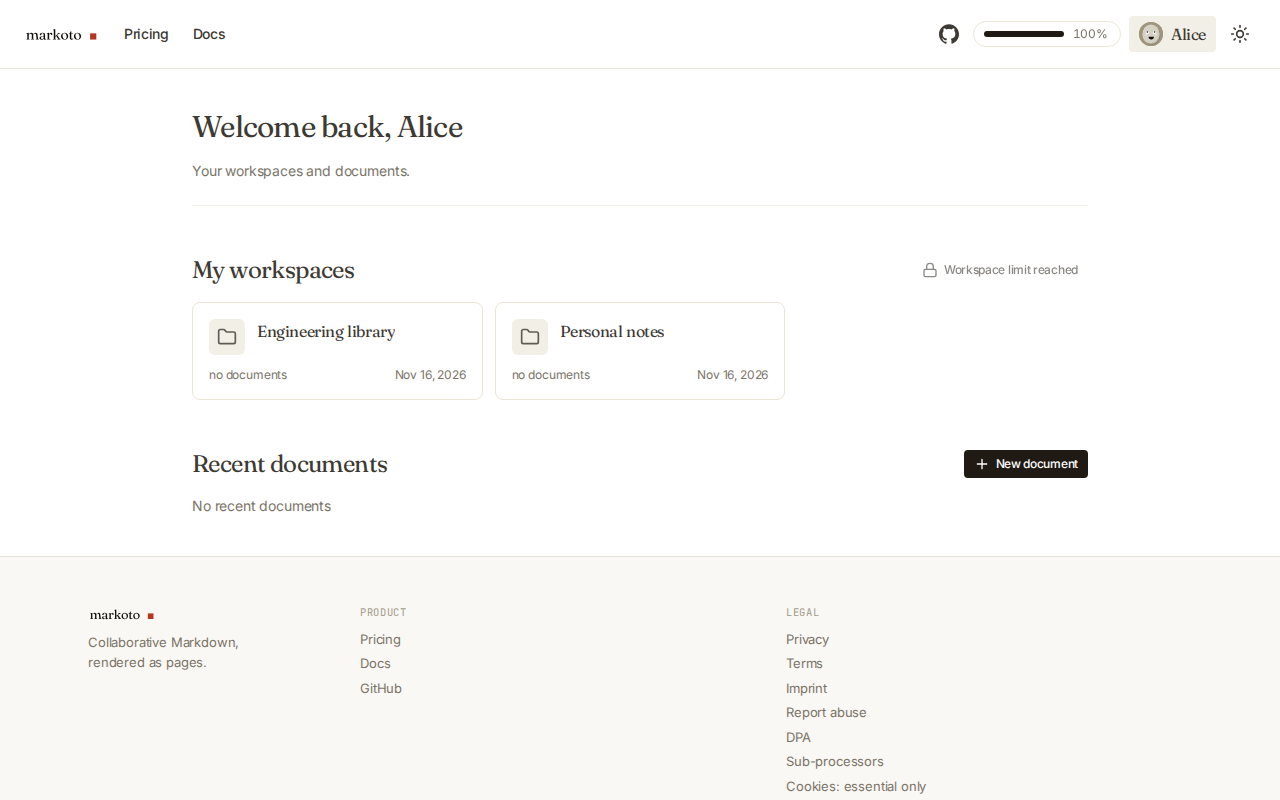 markoto
Pricing
Docs
100%
Alice
Welcome back, Alice
Your workspaces and documents.
My workspaces
Workspace limit reached
Engineering library
no documents
Nov 16, 2026
Personal notes
no documents
Nov 16, 2026
Recent documents
New document
No recent documents
markoto
Collaborative Markdown,
rendered as pages.
PRODUCT
Pricing
Docs
GitHub
LEGAL
Privacy
Terms
Imprint
Report abuse
DPA
Sub-processors
Cookies: essential only